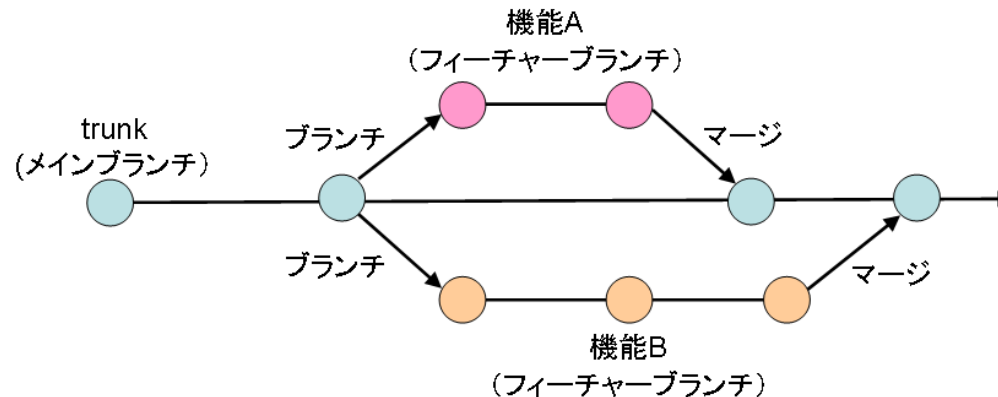 機能A
（フィーチャーブランチ）
trunk
(メインブランチ）
ブランチ
マージ
ブランチ
マージ
機能B
（フィーチャーブランチ）